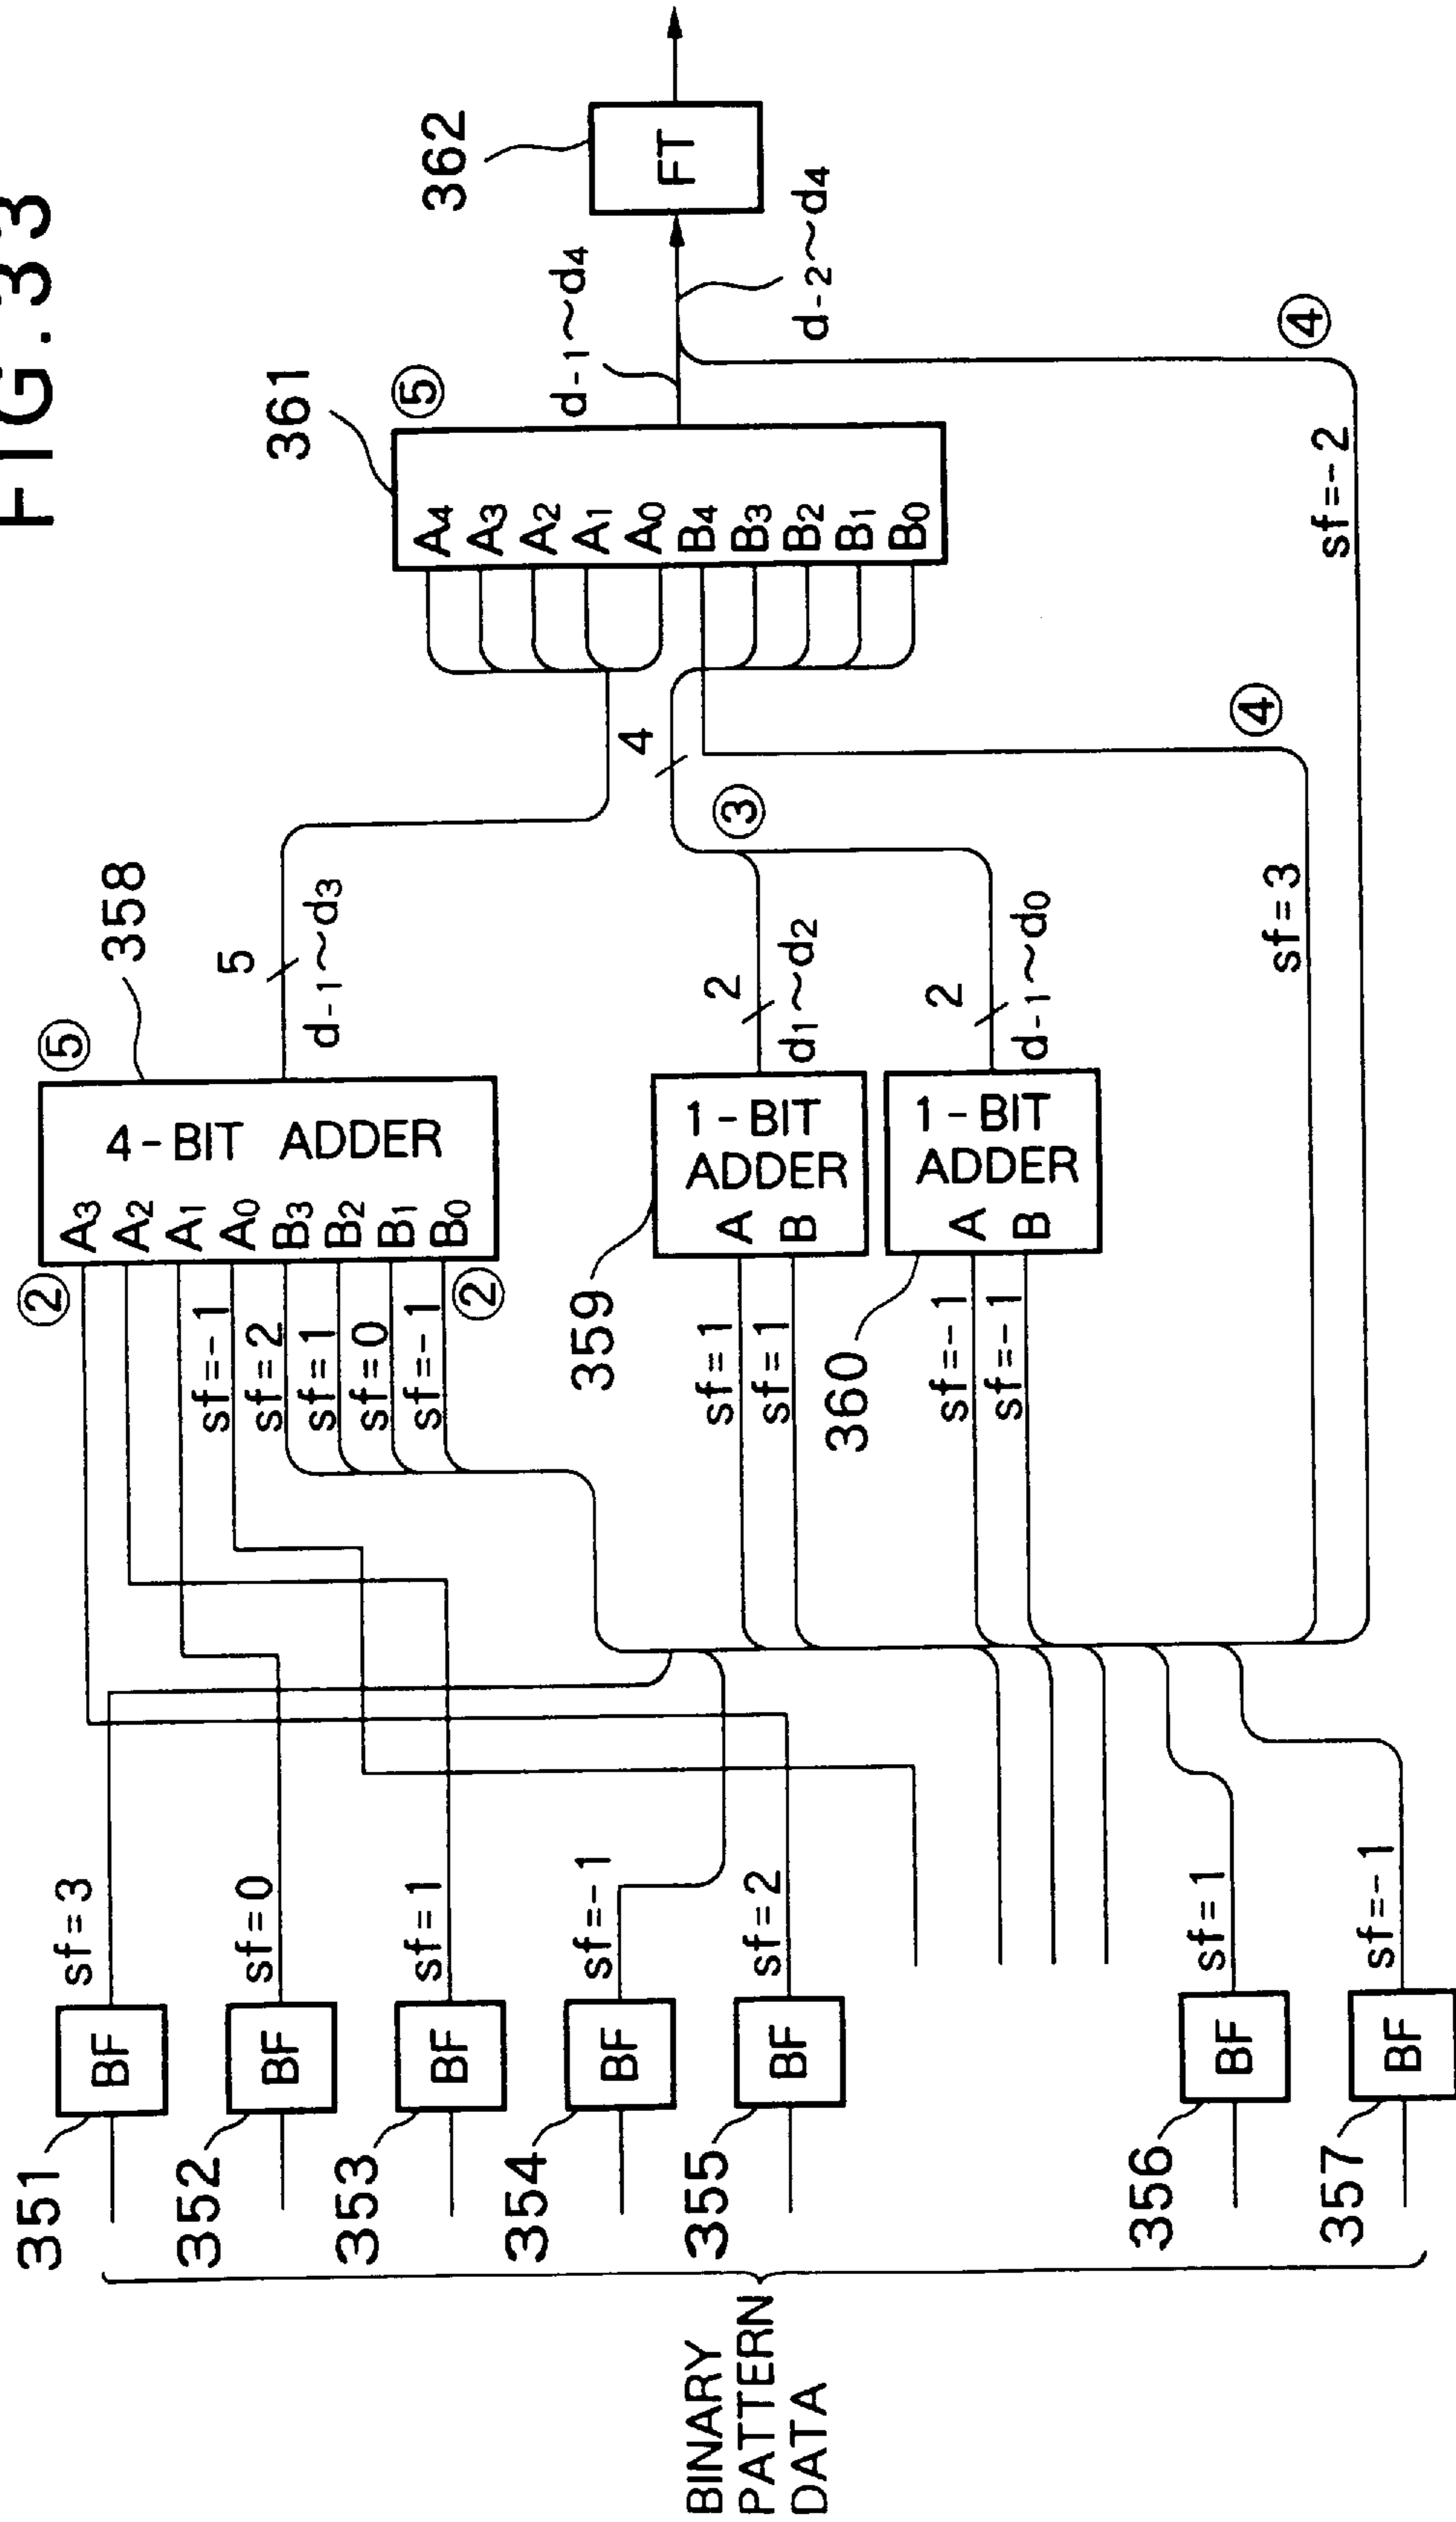 FIG.33
351
352
353
354
355
356
357
BF
BF
BF
BF
BF
BF
BF
sf=3
sf=0
sf=1
sf=-1
sf=2
sf=1
sf=-1
BINARY
PATTERN
DATA
②
A3
A2
A1
A0
B3
B2
B1
B0
②
sf=-1
sf=2
sf=1
sf=0
sf=-1
4-BIT ADDER
⑤
358
5
d-1~d3
359
sf=1
sf=1
A
B
1-BIT
ADDER
2
d1~d2
360
sf=-1
sf=-1
A
B
1-BIT
ADDER
2
d-1~d0
③
4
sf=3
④
sf=-2
④
361
⑤
A4
A3
A2
A1
A0
B4
B3
B2
B1
B0
d-1~d4
d-2~d4
362
FT